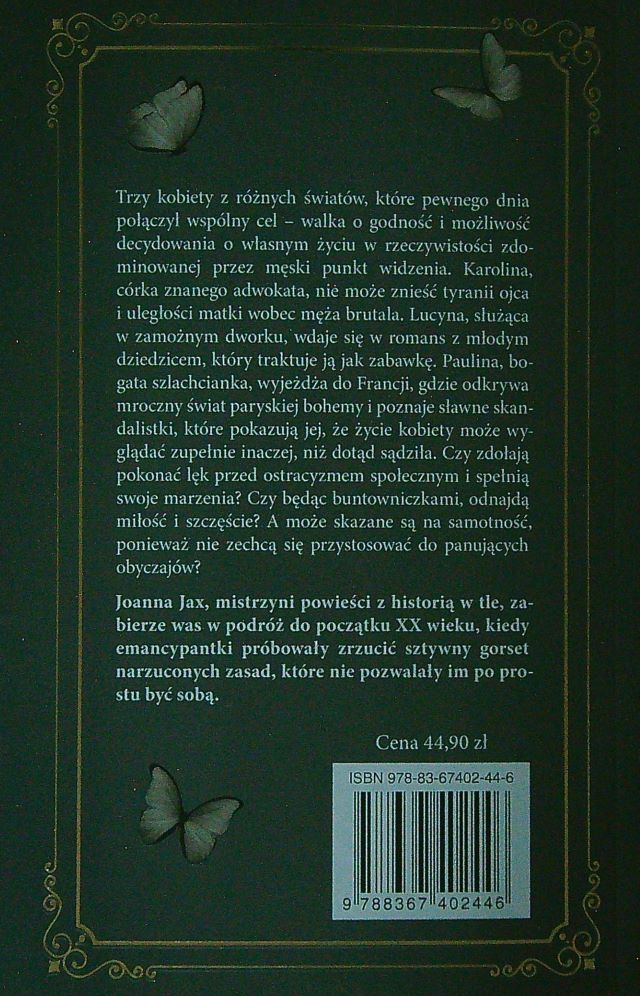 Trzy kobiety z różnych światów, które pewnego dnia
połączył wspólny cel – walka o godność i możliwość
decydowania o własnym życiu w rzeczywistości zdo-
minowanej przez męski punkt widzenia. Karolina,
córka znanego adwokata, nie może znieść tyranii ojca
i uległości matki wobec męża brutala. Lucyna, służąca
w zamożnym dworku, wdaje się w romans z młodym
dziedzicem, który traktuje ją jak zabawkę. Paulina, bo-
gata szlachcianka, wyjeżdża do Francji, gdzie odkrywa
mroczny świat paryskiej bohemy i poznaje sławne skan-
dalistki, które pokazują jej, że życie kobiety może wy-
glądać zupełnie inaczej, niż dotąd sądziła. Czy zdołają
pokonać lęk przed ostracyzmem społecznym i spełnią
swoje marzenia? Czy będąc buntowniczkami, odnajdą
miłość i szczęście? A może skazane są na samotność,
ponieważ nie zechcą się przystosować do panujących
obyczajów?
Joanna Jax, mistrzyni powieści z historią w tle, za-
bierze was w podróż do początku XX wieku, kiedy
emancypantki próbowały zrzucić sztywny gorset
narzuconych zasad, które nie pozwalały im po pro-
stu być sobą.
Cena 44,90 zł
ISBN 978-83-67402-44-6
9 788367 402446